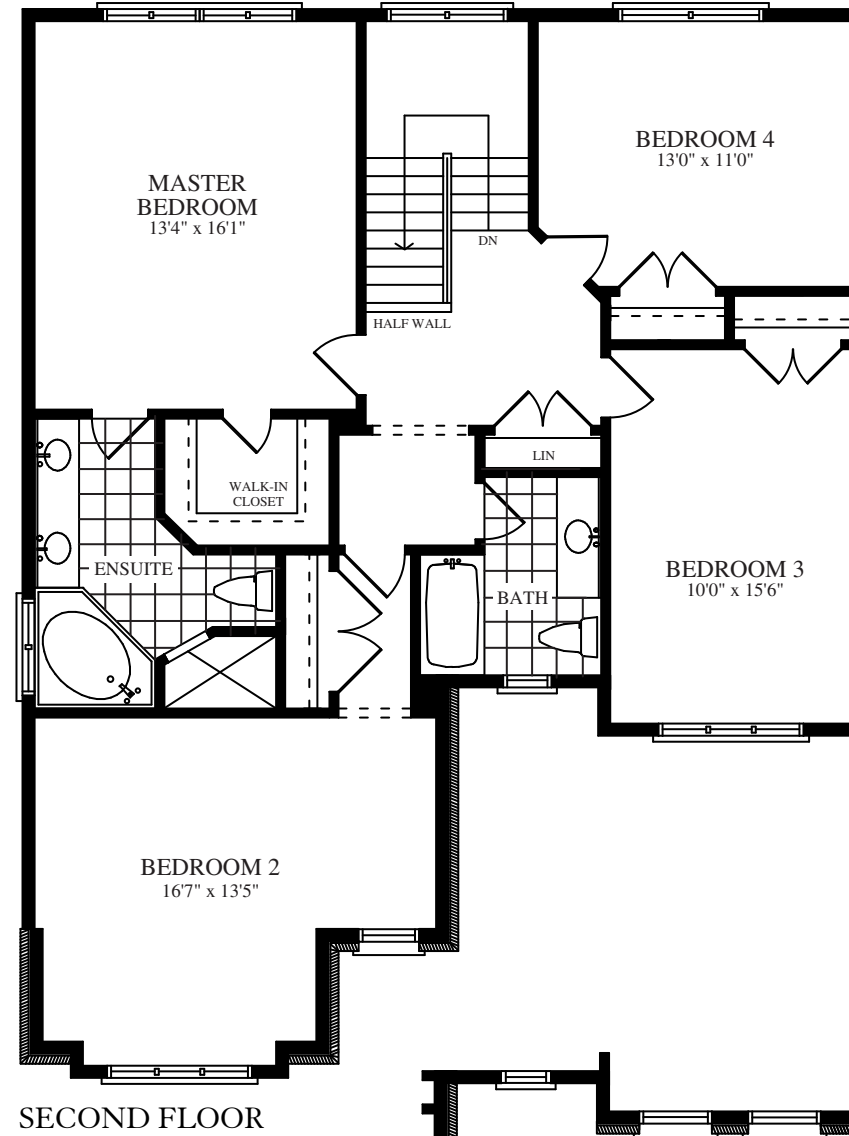 BEDROOM 4
13'0" x 11'0"
MASTER
BEDROOM
13'4" x 16'1"
DN
HALF WALL
LIN
WALK-IN
CLOSET
ENSUITE
BATH
BEDROOM 3
10'0" x 15'6"
BEDROOM 2
16'7" x 13'5"
SECOND FLOOR